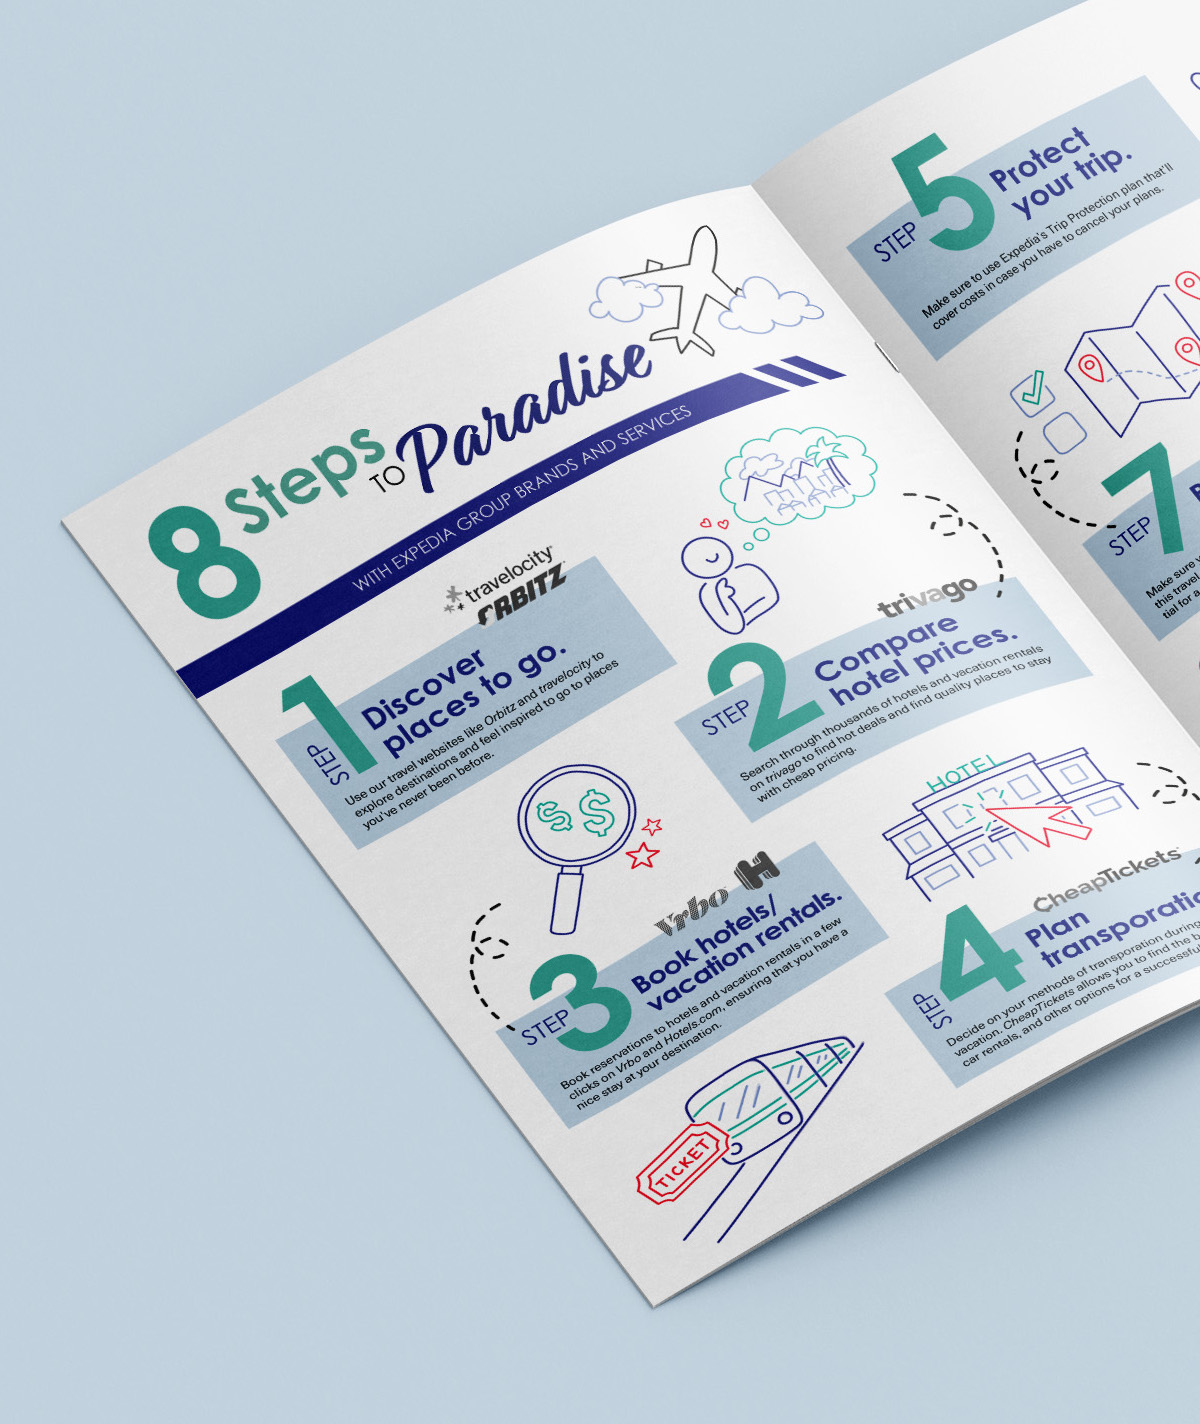 8 Steps
TO Paradise
WITH EXPEDIA GROUP BRANDS AND SERVICES
travelocity
ORBITZ
STEP 1
Discover
places to go.
Use our travel websites like Orbitz and travelocity to
explore destinations and feel inspired to go to places
you've never been before.
trivago
STEP 2
Compare
hotel prices.
Search through thousands of hotels and vacation rentals
on trivago to find hot deals and find quality places to stay
with cheap pricing.
$ $
Vrbo H
STEP 3
Book hotels/
vacation rentals.
Book reservations to hotels and vacation rentals in a few
clicks on Vrbo and Hotels.com, ensuring that you have a
nice stay at your destination.
HOTEL
CheapTickets
STEP 4
Plan
Decide on your methods of transporation during
vacation. CheapTickets allows you to find the
car rentals, and other options for a successful
TICKET
STEP 5
Protect
your trip.
Make sure to use Expedia's Trip Protection plan that'll
cover costs in case you have to cancel your plans.
STEP 7
Make sure
this travel
tial for a